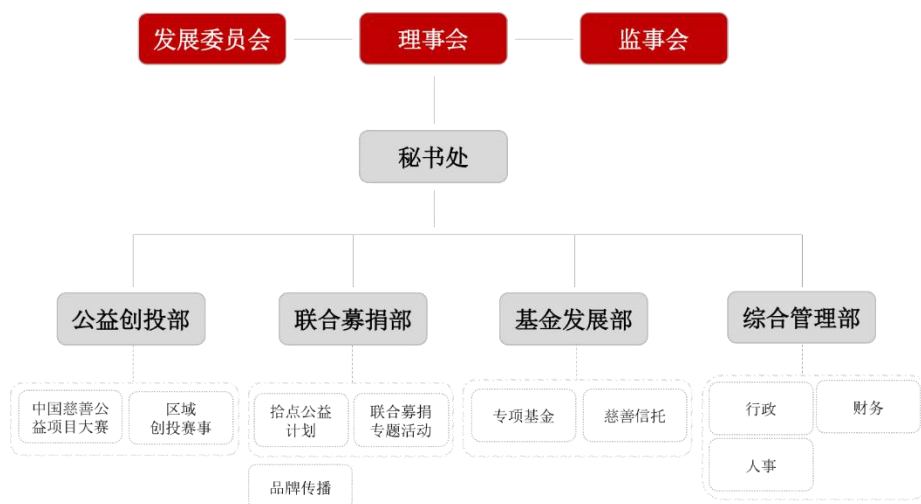 发展委员会
理事会
监事会
秘书处
公益创投部
联合募捐部
基金发展部
综合管理部
中国慈善公
益项目大赛
区域
创投赛事
拾点公益
计划
联合募捐
专题活动
专项基金
慈善信托
行政
财务
人事
品牌传播